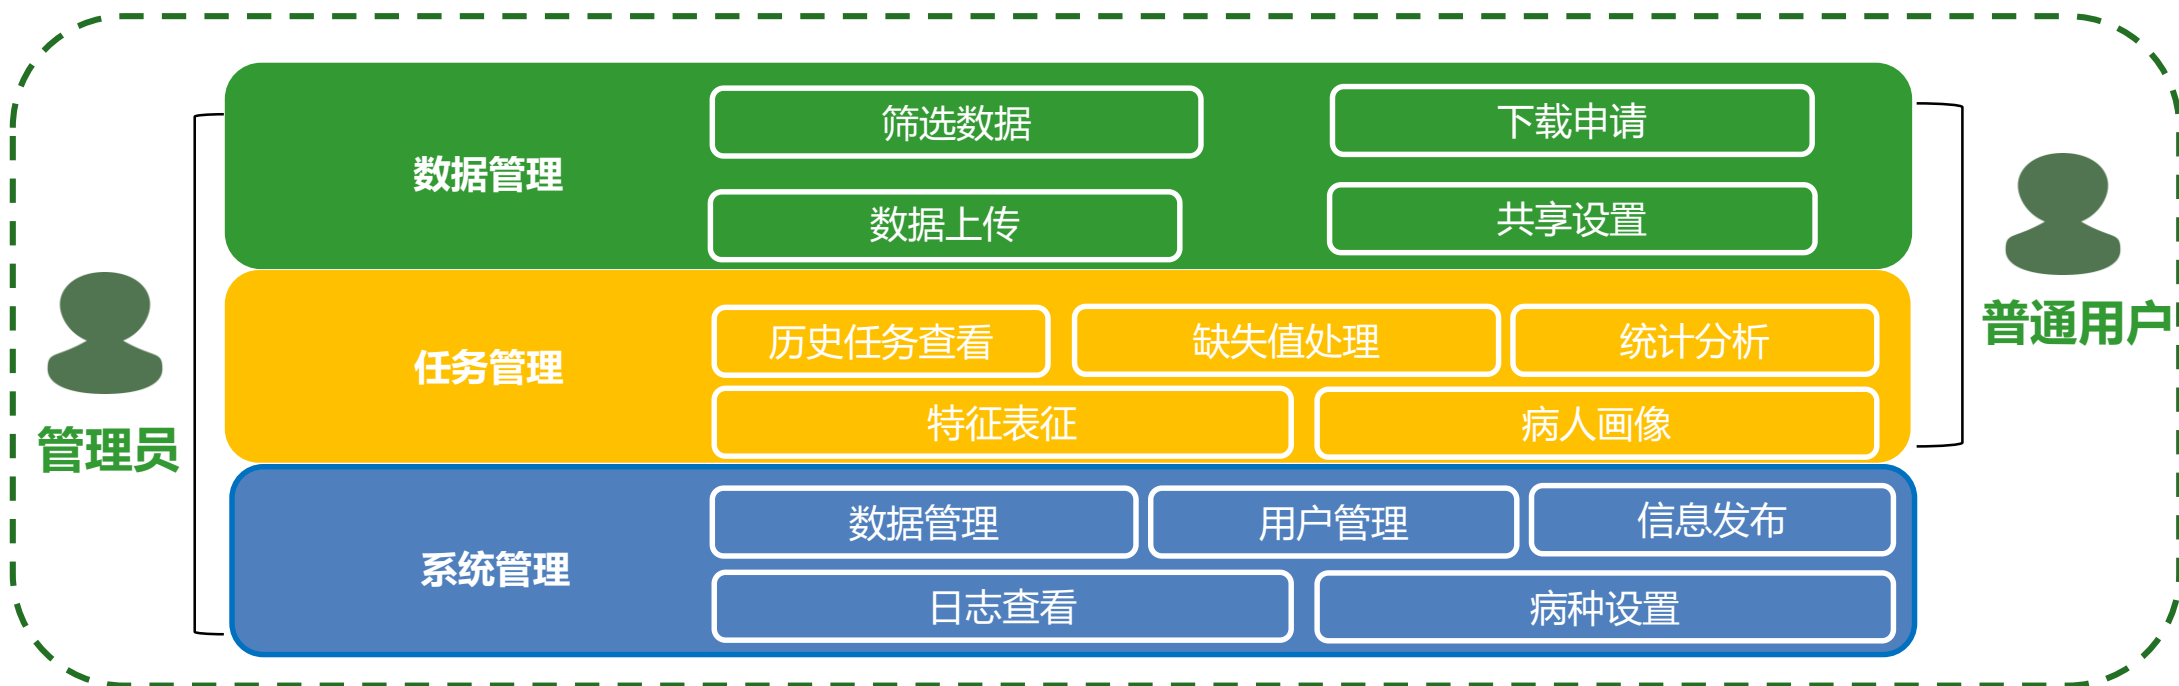 筛选数据
下载申请
数据管理
数据上传
共享设置
历史任务查看
缺失值处理
统计分析
任务管理
特征表征
病人画像
数据管理
用户管理
信息发布
系统管理
日志查看
病种设置
管理员
普通用户